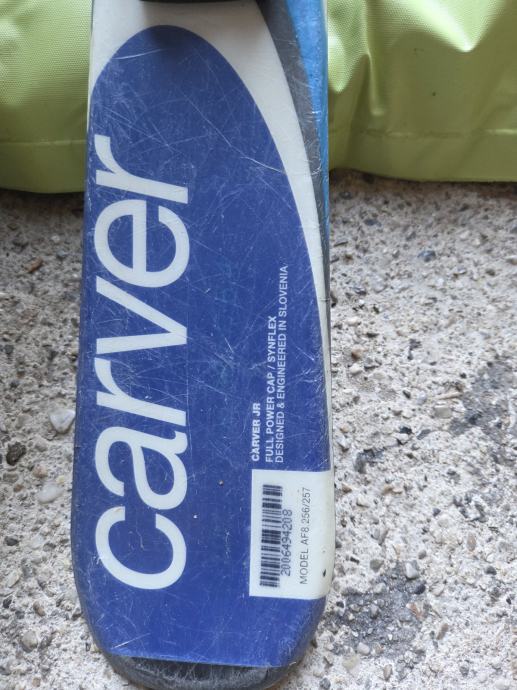 carver
CARVER JR
FULL POWER CAP / SYNFLEX
DESIGNED & ENGINEERED IN SLOVENIA
2006494208
MODEL AF8 256/257